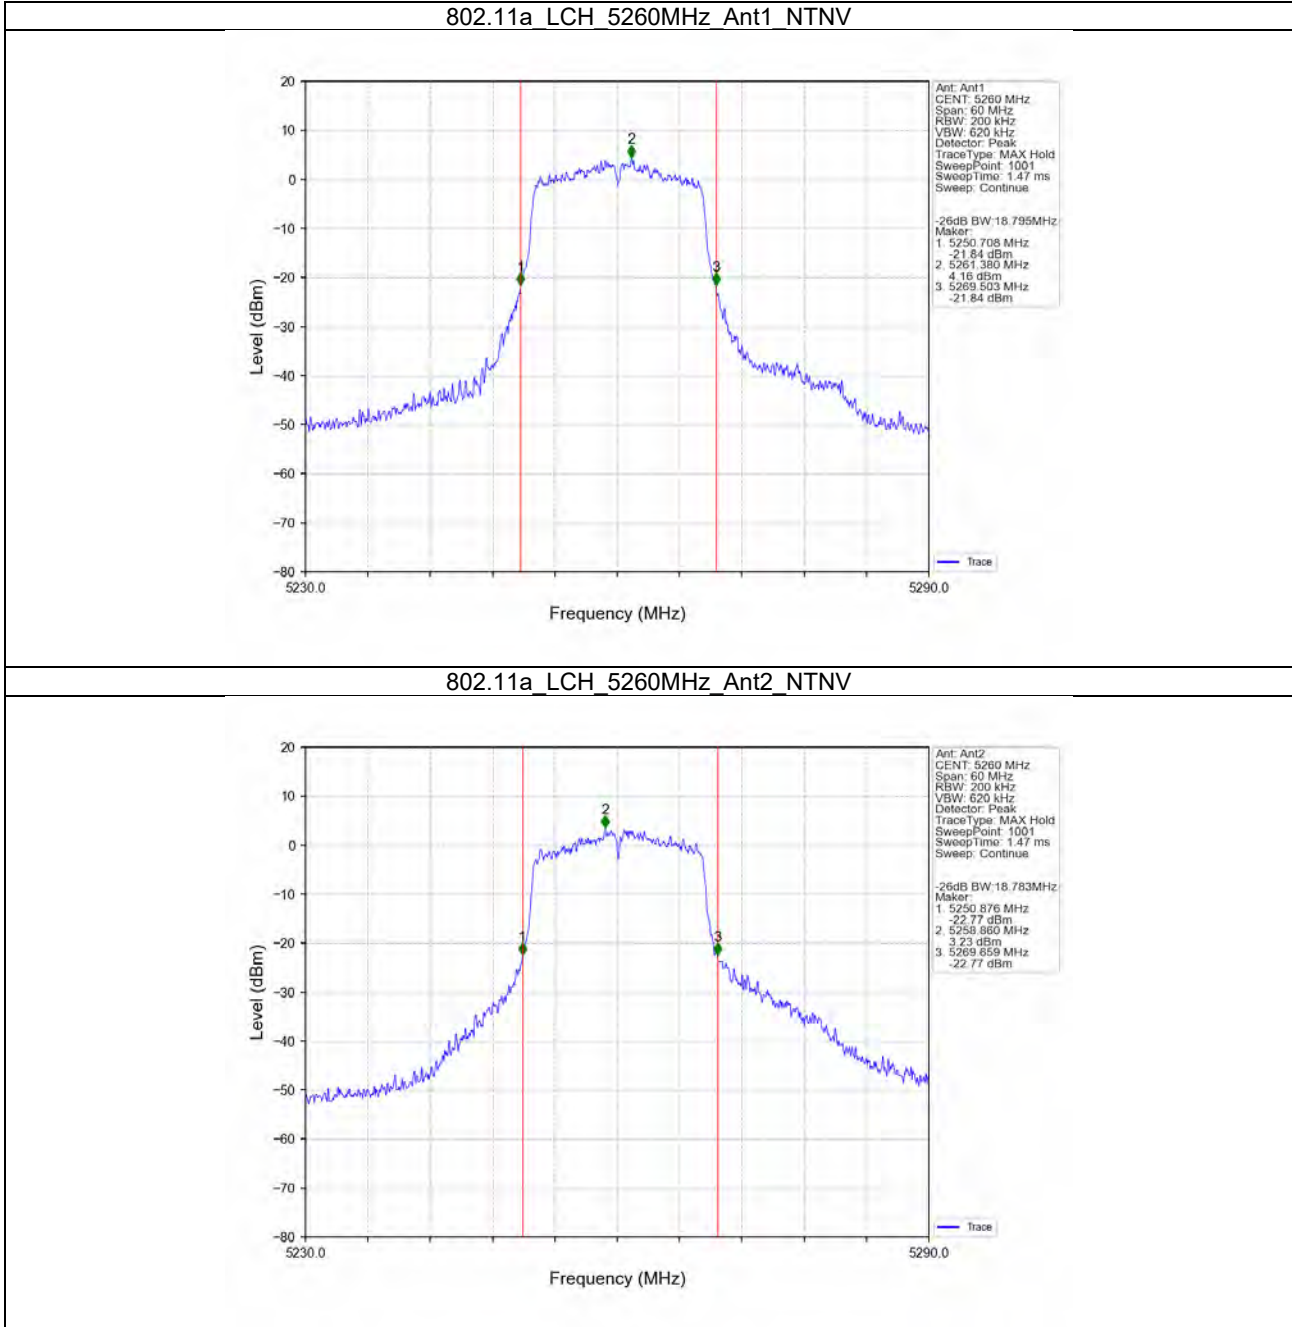 802.11a_LCH_5260MHz_Ant1_NTNV
20
10
0
−10
−20
−30
−40
−50
−60
−70
−80
Level (dBm)
5230.0
5290.0
Frequency (MHz)
1
2
3
Ant: Ant1
CENT: 5260 MHz
Span: 60 MHz
RBW: 200 kHz
VBW: 620 kHz
Detector: Peak
TraceType: MAX Hold
SweepPoint: 1001
SweepTime: 1.47 ms
Sweep: Continue
-26dB BW:18.795MHz
Maker:
1. 5250.708 MHz
-21.84 dBm
2. 5261.380 MHz
4.16 dBm
3. 5269.503 MHz
-21.84 dBm
Trace
802.11a_LCH_5260MHz_Ant2_NTNV
20
10
0
−10
−20
−30
−40
−50
−60
−70
−80
Level (dBm)
5230.0
5290.0
Frequency (MHz)
1
2
3
Ant: Ant2
CENT: 5260 MHz
Span: 60 MHz
RBW: 200 kHz
VBW: 620 kHz
Detector: Peak
TraceType: MAX Hold
SweepPoint: 1001
SweepTime: 1.47 ms
Sweep: Continue
-26dB BW:18.783MHz
Maker:
1. 5250.876 MHz
-22.77 dBm
2. 5258.860 MHz
3.23 dBm
3. 5269.659 MHz
-22.77 dBm
Trace